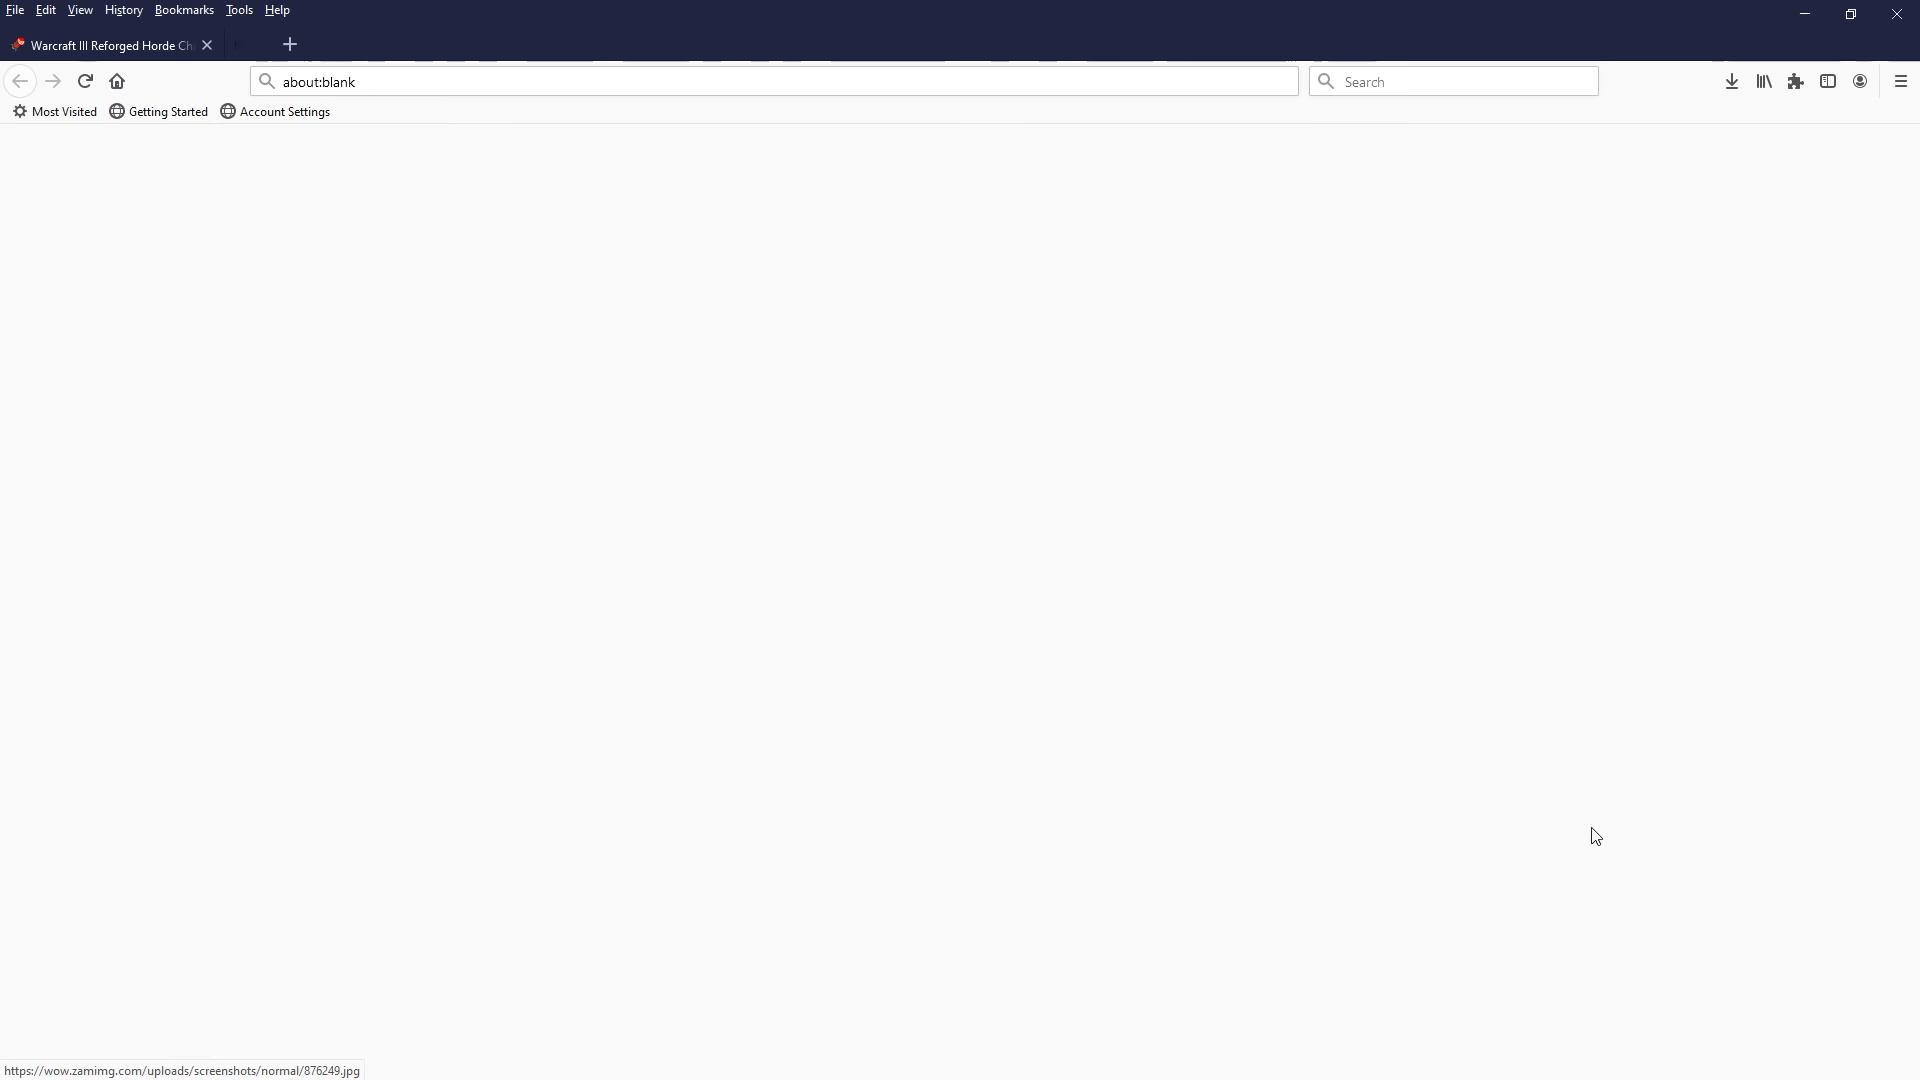 File Edit View History Bookmarks Tools Help
Warcraft III Reforged Horde Ch
about:blank
Search
Most Visited Getting Started Account Settings
https://wow.zamimg.com/uploads/screenshots/normal/876249.jpg